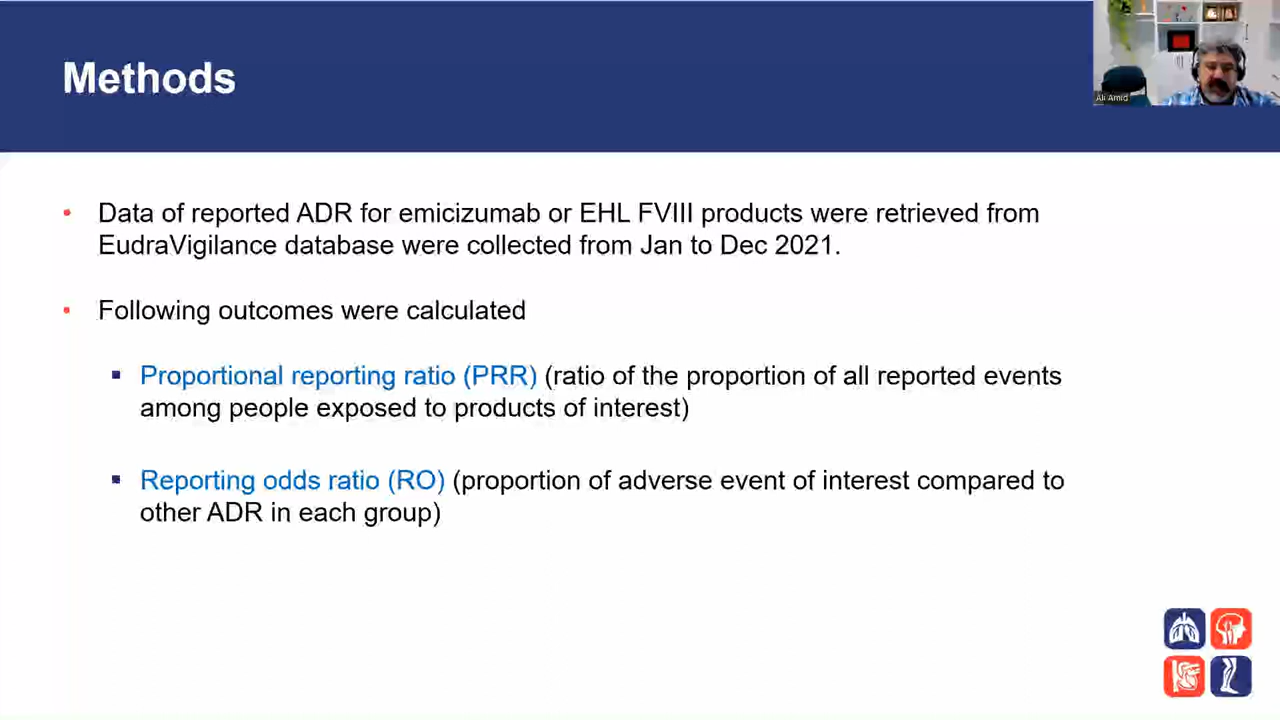 Methods
Ali Amid
• Data of reported ADR for emicizumab or EHL FVIII products were retrieved from
EudraVigilance database were collected from Jan to Dec 2021.
• Following outcomes were calculated
▪ Proportional reporting ratio (PRR) (ratio of the proportion of all reported events
among people exposed to products of interest)
▪ Reporting odds ratio (RO) (proportion of adverse event of interest compared to
other ADR in each group)